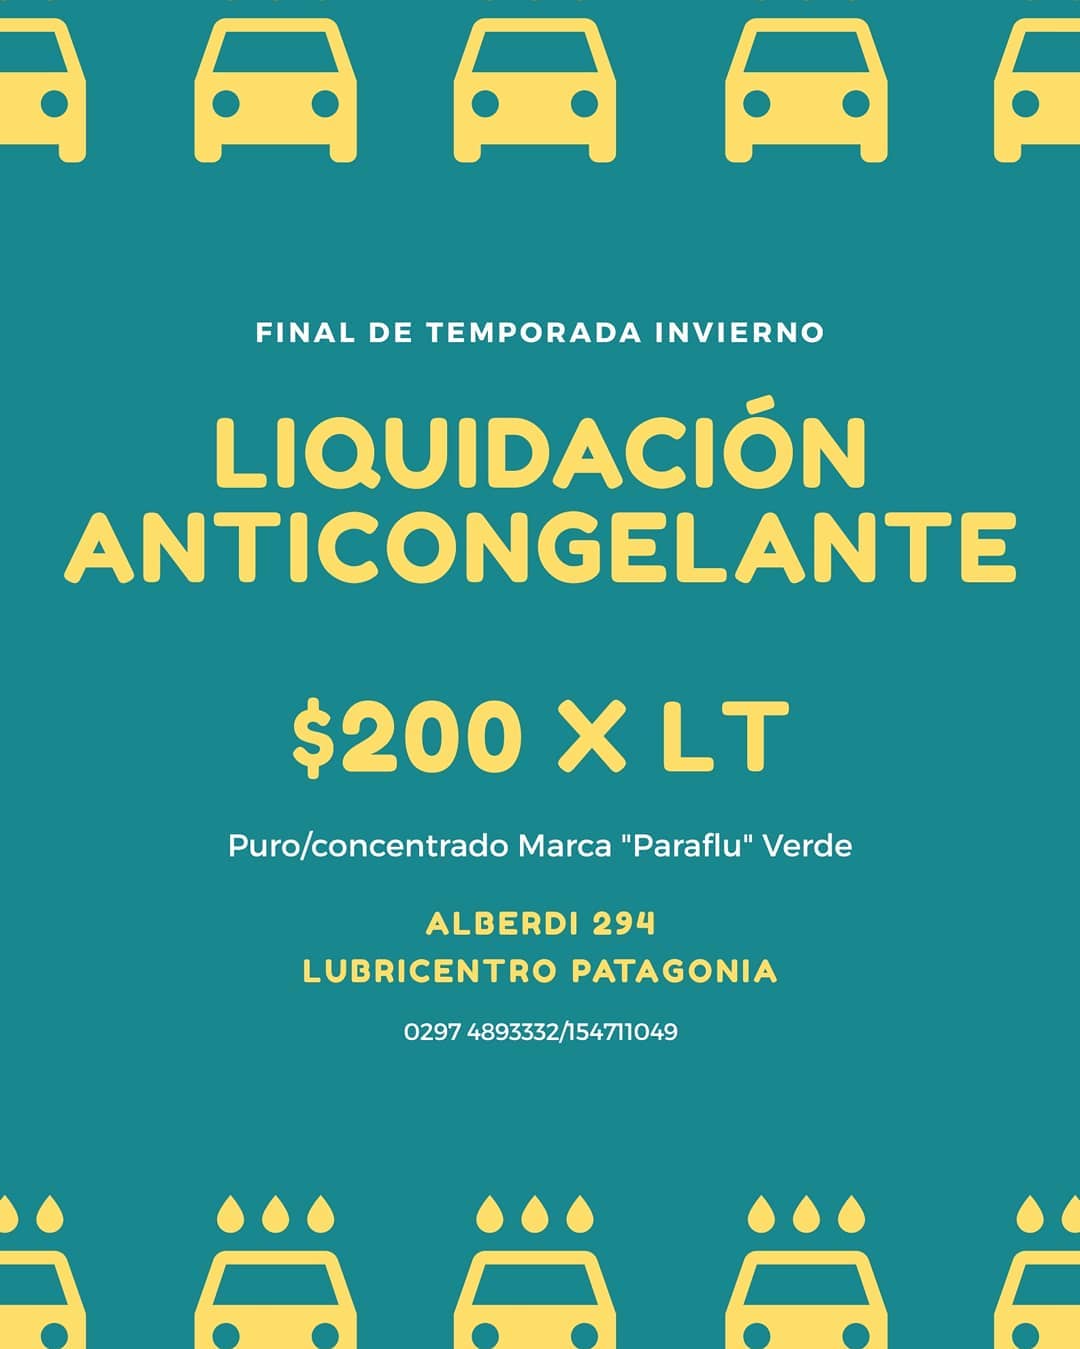 FINAL DE TEMPORADA INVIERNO
LIQUIDACIÓN
ANTICONGELANTE
$200 X LT
Puro/concentrado Marca "Paraflu" Verde
ALBERDI 294
LUBRICENTRO PATAGONIA
0297 4893332/154711049